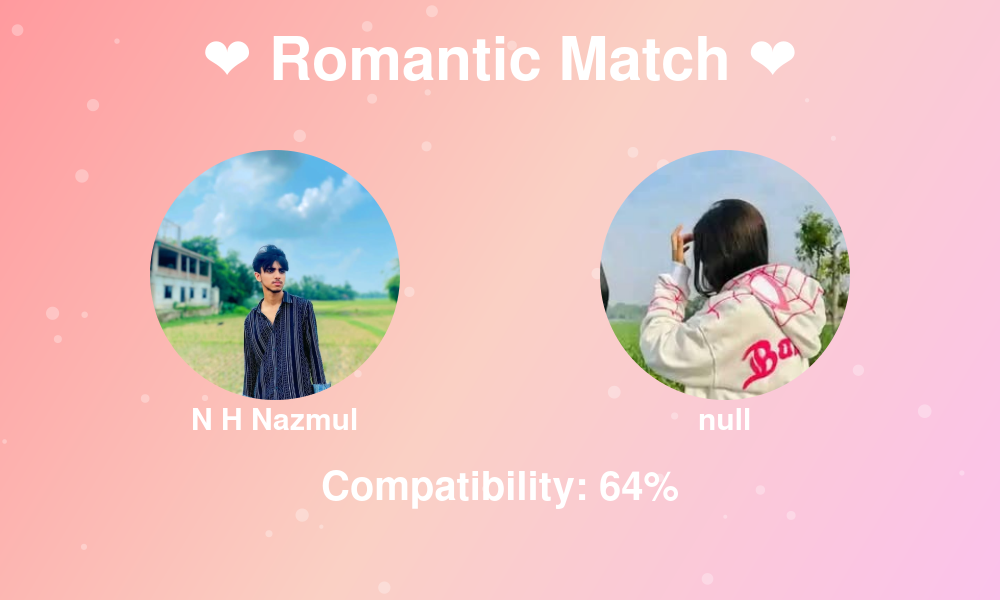 ❤ Romantic Match ❤
N H Nazmul
null
Compatibility: 64%